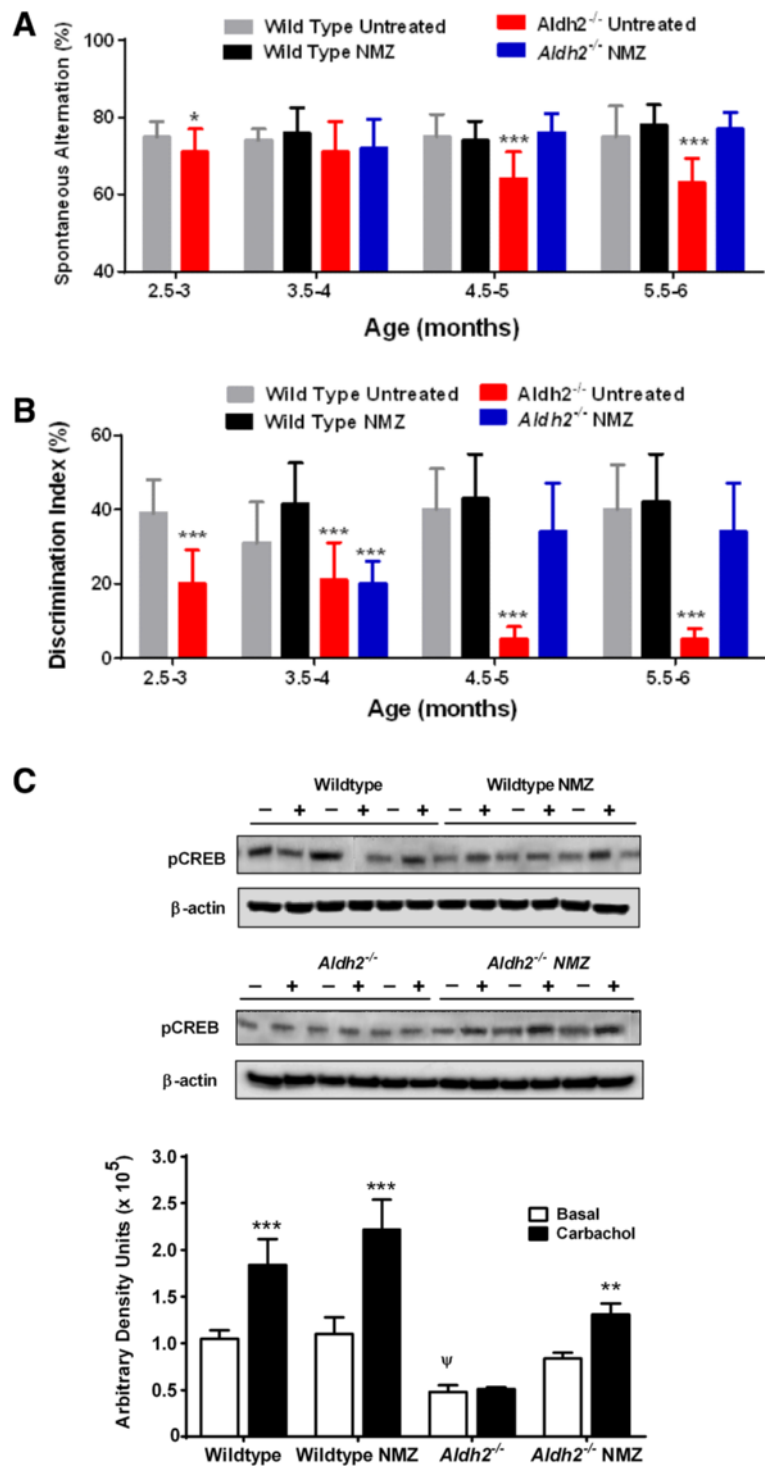 A
Wild Type Untreated
Aldh2-/- Untreated
Wild Type NMZ
Aldh2-/- NMZ
Spontaneous Alternation (%)
100
80
60
40
*
***
***
2.5-3
3.5-4
4.5-5
5.5-6
Age (months)
B
Wild Type Untreated
Aldh2-/- Untreated
Wild Type NMZ
Aldh2-/- NMZ
Discrimination Index (%)
60
40
20
0
***
***
***
***
***
2.5-3
3.5-4
4.5-5
5.5-6
Age (months)
C
Wildtype
Wildtype NMZ
− + − + − + − + − + − +
pCREB
β-actin
Aldh2-/-
Aldh2-/- NMZ
− + − + − + − + − + − +
pCREB
β-actin
Arbitrary Density Units (x 10^5)
3.0
2.5
2.0
1.5
1.0
0.5
0
***
***
ψ
**
Basal
Carbachol
Wildtype
Wildtype NMZ
Aldh2-/-
Aldh2-/- NMZ